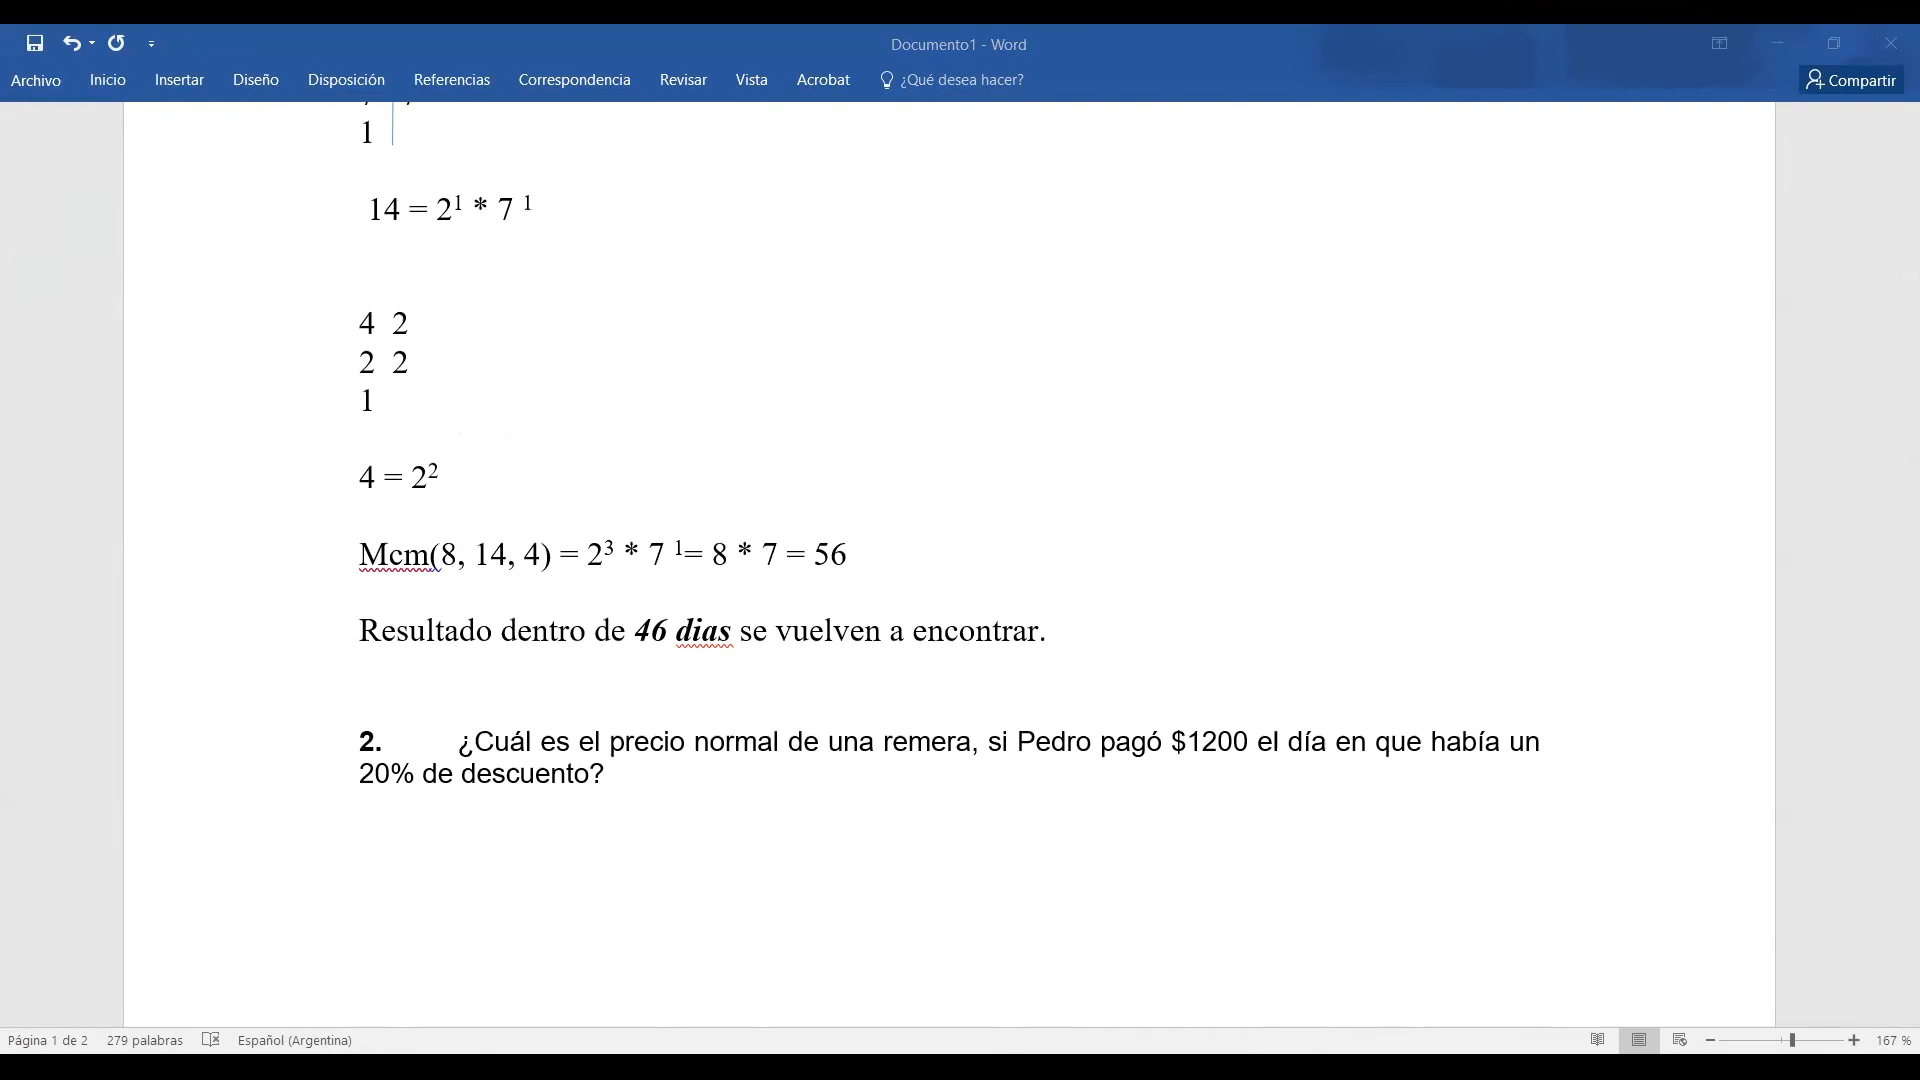 Documento1 - Word
Archivo Inicio Insertar Diseño Disposición Referencias Correspondencia Revisar Vista Acrobat ¿Qué desea hacer? Compartir
1
14 = 2¹ * 7 ¹
4 2
2 2
1
4 = 2²
Mcm(8, 14, 4) = 2³ * 7 ¹= 8 * 7 = 56
Resultado dentro de 46 dias se vuelven a encontrar.
2. ¿Cuál es el precio normal de una remera, si Pedro pagó $1200 el día en que había un
20% de descuento?
Página 1 de 2 279 palabras Español (Argentina) 167 %